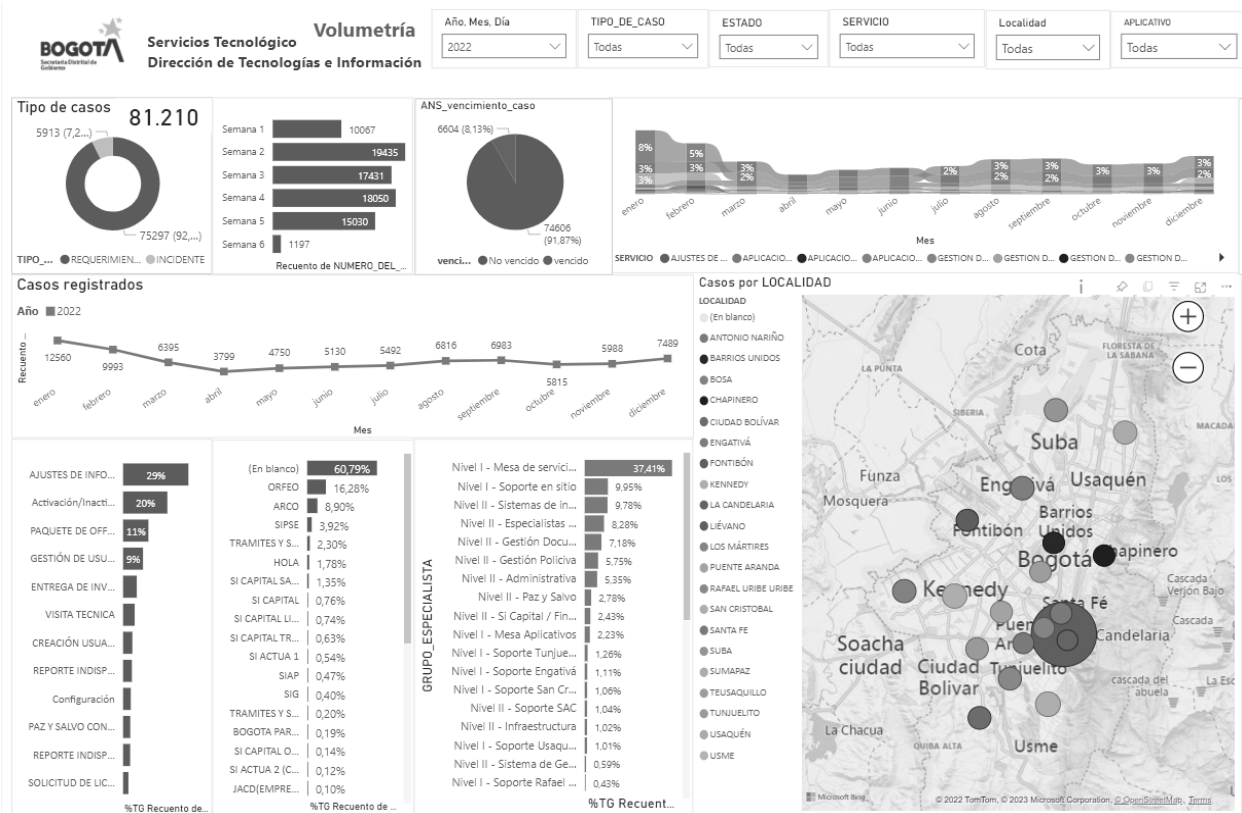 BOGOTÁ
Secretaría Distrital de
Gobierno
Servicios Tecnológico
Volumetría
Dirección de Tecnologías e Información
Año, Mes, Día
2022
TIPO_DE_CASO
Todas
ESTADO
Todas
SERVICIO
Todas
Localidad
Todas
APLICATIVO
Todas
Tipo de casos
81.210
5913 (7,2...)
75297 (92,...)
TIPO_... REQUERIMIEN... INCIDENTE
Semana 1 10067
Semana 2 19435
Semana 3 17431
Semana 4 18050
Semana 5 15030
Semana 6 1197
Recuento de NUMERO_DEL_...
ANS_vencimiento_caso
6604 (8,13%)
74606
(91,87%)
venci... No vencido vencido
8% 3% 3%
5% 3%
3% 2%
2%
3% 2%
3% 2%
3%
3%
3% 2%
enero febrero marzo abril mayo junio julio agosto septiembre octubre noviembre diciembre
Mes
SERVICIO AJUSTES DE ... APLICACIO... APLICACIO... APLICACIO... GESTION D... GESTION D... GESTION D... GESTION D...
Casos registrados
Año 2022
Recuento ...
12560 9993 6395 3799 4750 5130 5492 6816 6983 5815 5988 7489
enero febrero marzo abril mayo junio julio agosto septiembre octubre noviembre diciembre
Mes
AJUSTES DE INFO... 29%
Activación/Inacti... 20%
PAQUETE DE OFF... 11%
GESTIÓN DE USU... 9%
ENTREGA DE INV...
VISITA TECNICA
CREACIÓN USUA...
REPORTE INDISP...
Configuración
PAZ Y SALVO CON...
REPORTE INDISP...
SOLICITUD DE LIC...
%TG Recuento de...
(En blanco) 60,79%
ORFEO 16,28%
ARCO 8,90%
SIPSE 3,92%
TRAMITES Y S... 2,30%
HOLA 1,78%
SI CAPITAL SA... 1,35%
SI CAPITAL 0,76%
SI CAPITAL LI... 0,74%
SI CAPITAL TR... 0,63%
SI ACTUA 1 0,54%
SIAP 0,47%
SIG 0,40%
TRAMITES Y S... 0,20%
BOGOTA PAR... 0,19%
SI CAPITAL O... 0,14%
SI ACTUA 2 (C... 0,12%
JACD(EMPRE... 0,10%
%TG Recuento de ...
GRUPO_ESPECIALISTA
Nivel I - Mesa de servici... 37,41%
Nivel I - Soporte en sitio 9,95%
Nivel II - Sistemas de in... 9,78%
Nivel II - Especialistas ... 8,28%
Nivel II - Gestión Docu... 7,18%
Nivel II - Gestión Policiva 5,75%
Nivel II - Administrativa 5,35%
Nivel II - Paz y Salvo 2,78%
Nivel II - Si Capital / Fin... 2,43%
Nivel I - Mesa Aplicativos 2,23%
Nivel I - Soporte Tunjue... 1,26%
Nivel I - Soporte Engativá 1,11%
Nivel I - Soporte San Cr... 1,06%
Nivel II - Soporte SAC 1,04%
Nivel II - Infraestructura 1,02%
Nivel I - Soporte Usaqu... 1,01%
Nivel II - Sistema de Ge... 0,59%
Nivel I - Soporte Rafael ... 0,43%
%TG Recuent...
Casos por LOCALIDAD
LOCALIDAD
(En blanco)
ANTONIO NARIÑO
BARRIOS UNIDOS
BOSA
CHAPINERO
CIUDAD BOLÍVAR
ENGATIVÁ
FONTIBÓN
KENNEDY
LA CANDELARIA
LIÉVANO
LOS MÁRTIRES
PUENTE ARANDA
RAFAEL URIBE URIBE
SAN CRISTOBAL
SANTA FE
SUBA
SUMAPAZ
TEUSAQUILLO
TUNJUELITO
USAQUÉN
USME
Cota
FLORESTA DE
LA SABANA
LA PUNTA
SIBERIA
MACADA
Suba
Funza
Engativá
Usaquén
LOS
Mosquera
Barrios
Unidos
Fontibón
Bogotá
Chapinero
Kennedy
Cascada
Verjón Bajo
Santa Fé
Cascada
Puen
Ar
Candelaria
Soacha
ciudad
Ciudad
Bolivar
Tunjuelito
cascada del
abuela
La Esc
La Chacua
QUIBA ALTA
Usme
Microsoft Bing
© 2022 TomTom, © 2023 Microsoft Corporation, © OpenStreetMap, Terms